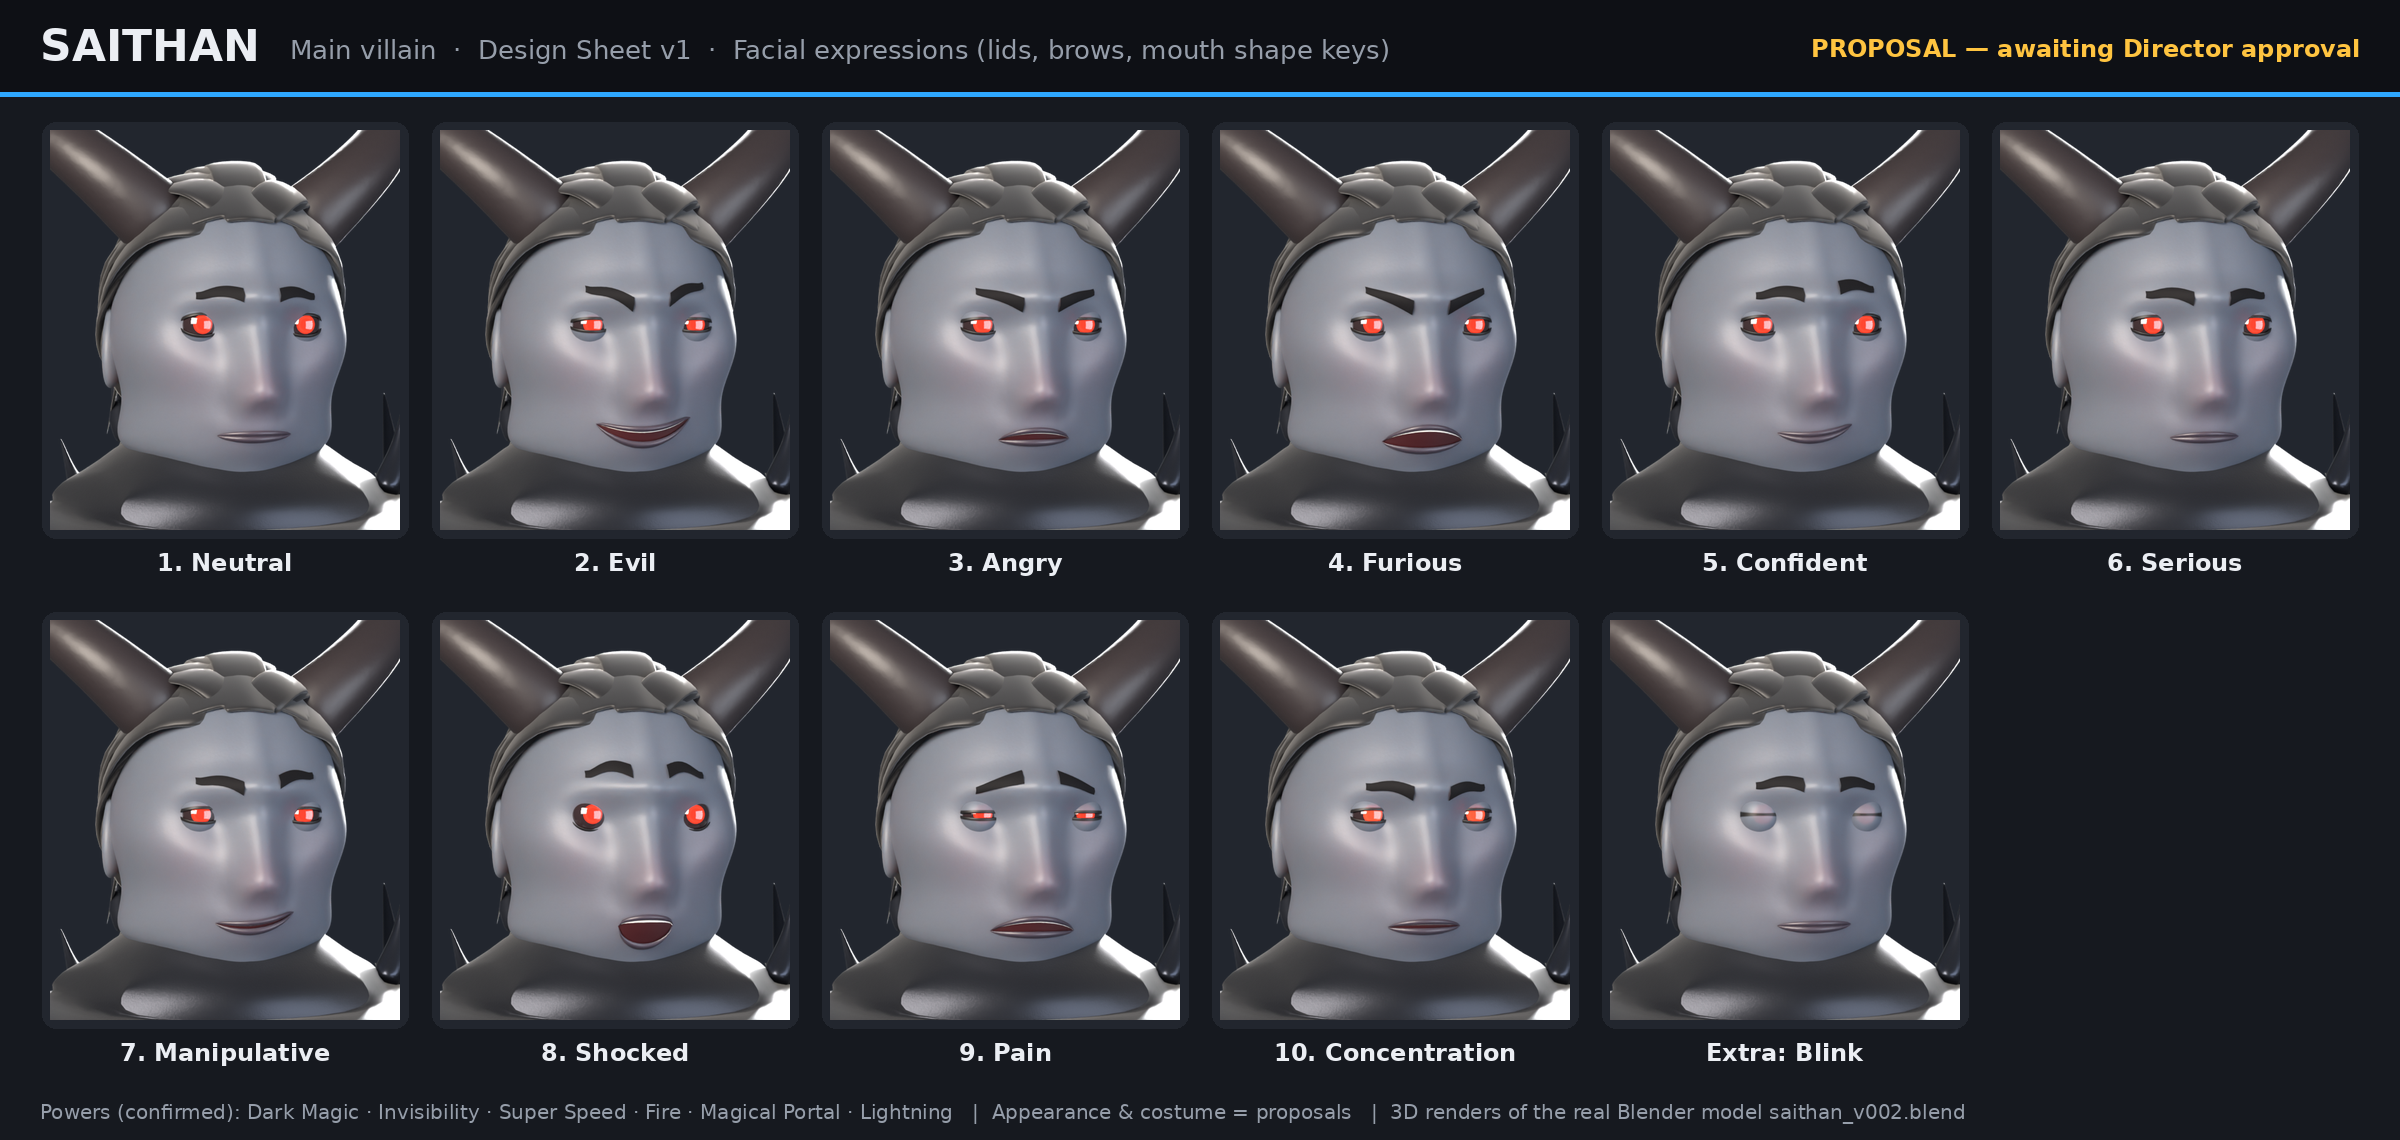 SAITHAN Main villain · Design Sheet v1 · Facial expressions (lids, brows, mouth shape keys) PROPOSAL — awaiting Director approval
1. Neutral 2. Evil 3. Angry 4. Furious 5. Confident 6. Serious
7. Manipulative 8. Shocked 9. Pain 10. Concentration Extra: Blink
Powers (confirmed): Dark Magic · Invisibility · Super Speed · Fire · Magical Portal · Lightning | Appearance & costume = proposals | 3D renders of the real Blender model saithan_v002.blend